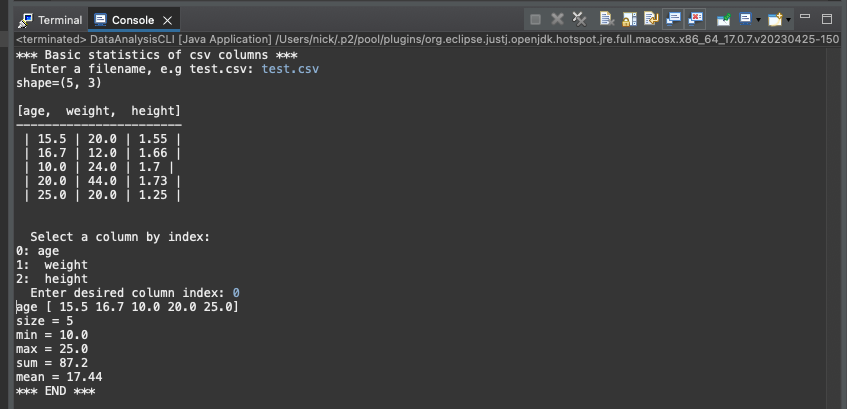 Terminal Console
<terminated> DataAnalysisCLI [Java Application] /Users/nick/.p2/pool/plugins/org.eclipse.justj.openjdk.hotspot.jre.full.macosx.x86_64_17.0.7.v20230425-150
*** Basic statistics of csv columns ***
  Enter a filename, e.g test.csv: test.csv
shape=(5, 3)
[age,  weight,  height]
-----------------------
 | 15.5 | 20.0 | 1.55 |
 | 16.7 | 12.0 | 1.66 |
 | 10.0 | 24.0 | 1.7 |
 | 20.0 | 44.0 | 1.73 |
 | 25.0 | 20.0 | 1.25 |
  Select a column by index:
0: age
1:  weight
2:  height
  Enter desired column index: 0
age [ 15.5 16.7 10.0 20.0 25.0]
size = 5
min = 10.0
max = 25.0
sum = 87.2
mean = 17.44
*** END ***